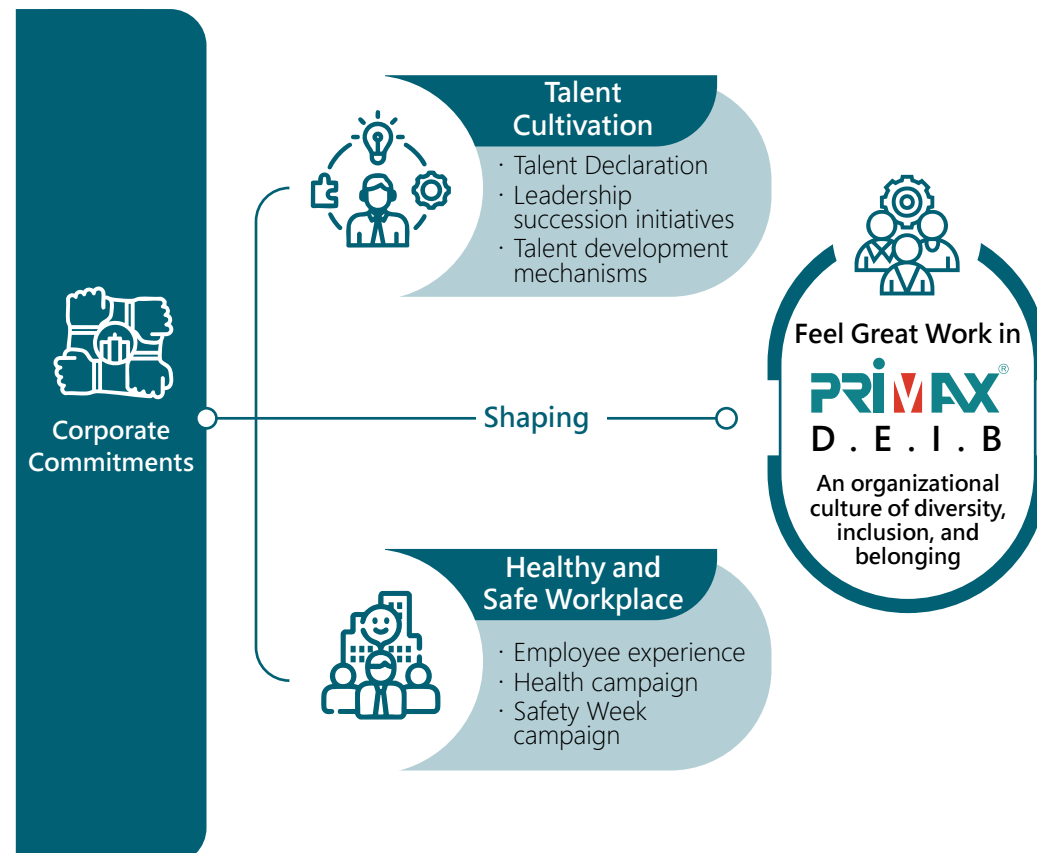 Corporate
Commitments
Talent
Cultivation
· Talent Declaration
· Leadership
succession initiatives
· Talent development
mechanisms
Shaping
Healthy and
Safe Workplace
· Employee experience
· Health campaign
· Safety Week
campaign
Feel Great Work in
PRIMAX®
D . E . I . B
An organizational
culture of diversity,
inclusion, and
belonging